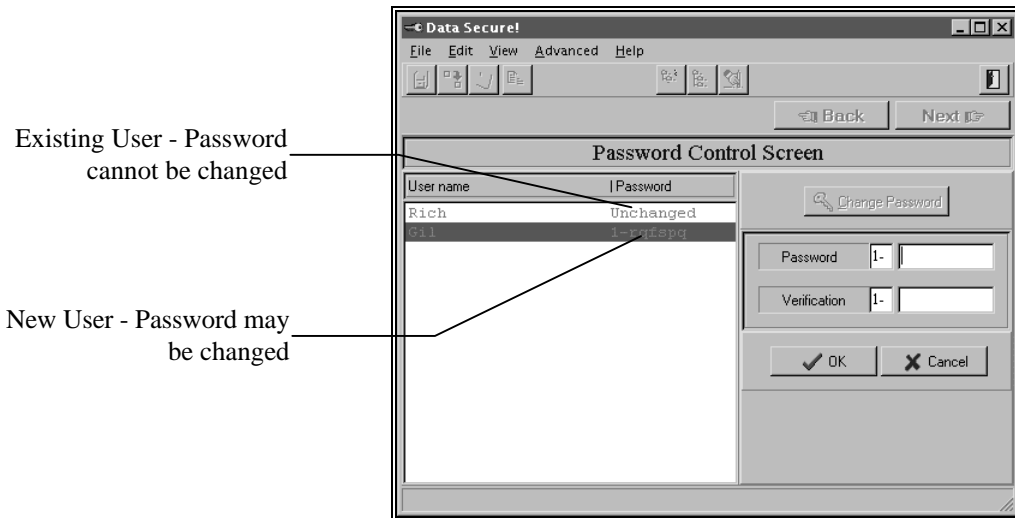 Data Secure!
File Edit View Advanced Help
Back Next
Existing User - Password
cannot be changed
Password Control Screen
User name Password
Change Password
Rich Unchanged
Gil 1-rqfspq
Password 1-
Verification 1-
New User - Password may
be changed
OK Cancel